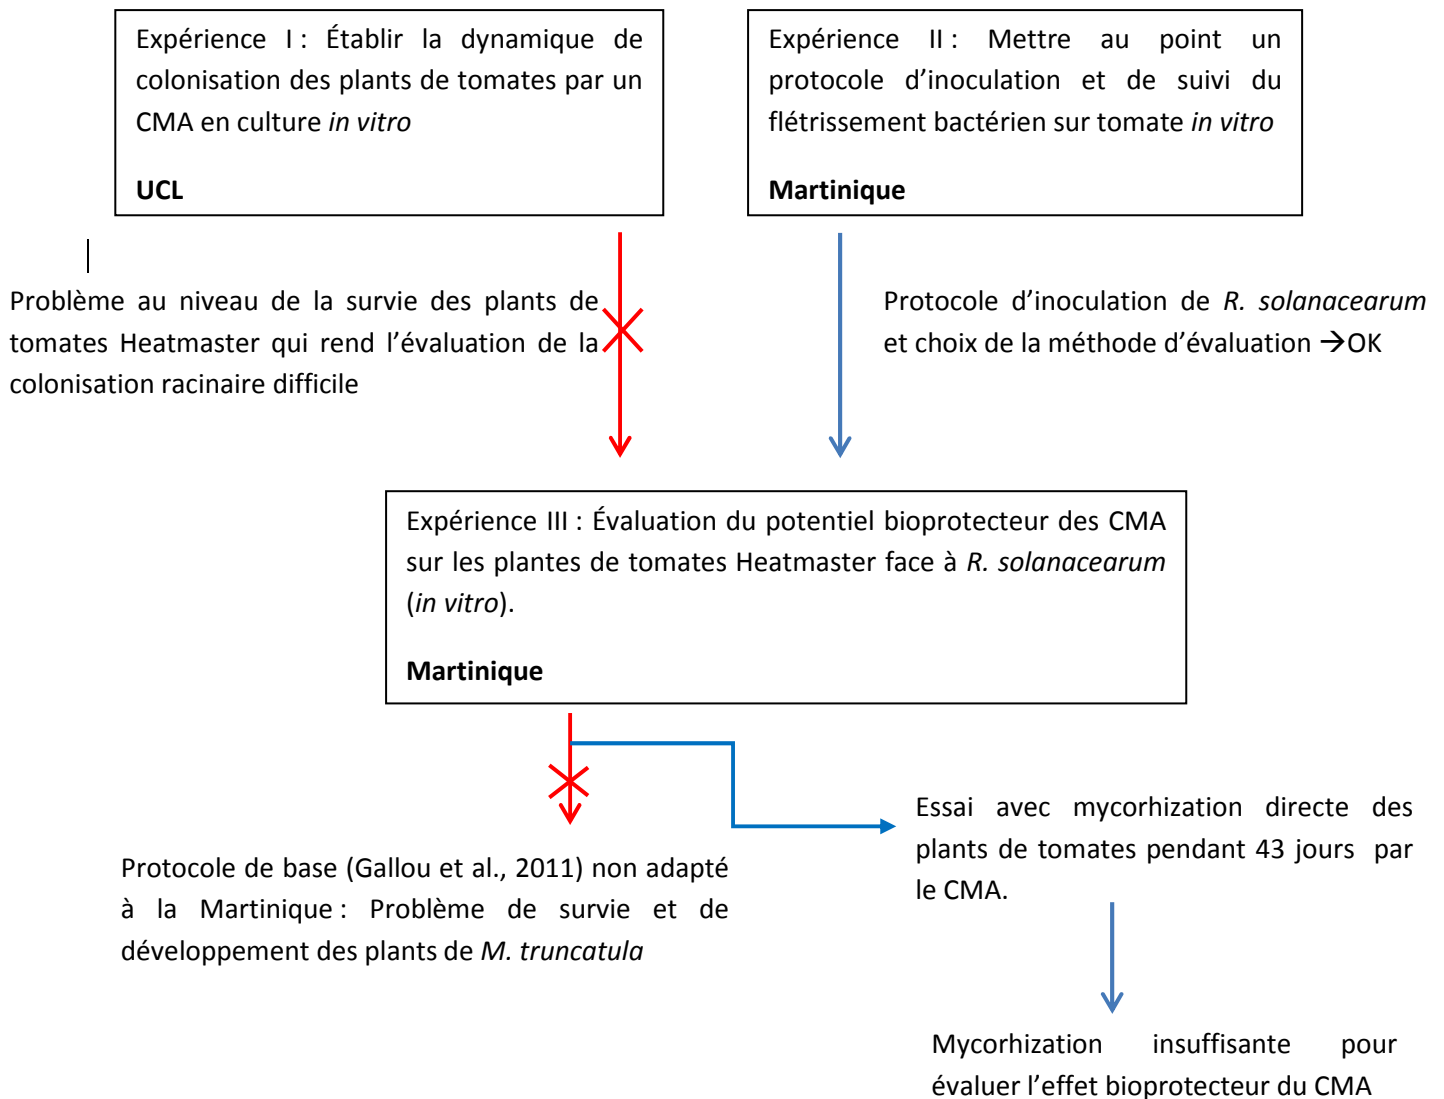 Expérience I : Établir la dynamique de
colonisation des plants de tomates par un
CMA en culture in vitro
UCL
Expérience II : Mettre au point un
protocole d’inoculation et de suivi du
flétrissement bactérien sur tomate in vitro
Martinique
Problème au niveau de la survie des plants de
tomates Heatmaster qui rend l’évaluation de la
colonisation racinaire difficile
Protocole d’inoculation de R. solanacearum
et choix de la méthode d’évaluation →OK
Expérience III : Évaluation du potentiel bioprotecteur des CMA
sur les plantes de tomates Heatmaster face à R. solanacearum
(in vitro).
Martinique
Protocole de base (Gallou et al., 2011) non adapté
à la Martinique : Problème de survie et de
développement des plants de M. truncatula
Essai avec mycorhization directe des
plants de tomates pendant 43 jours par
le CMA.
Mycorhization insuffisante pour
évaluer l’effet bioprotecteur du CMA